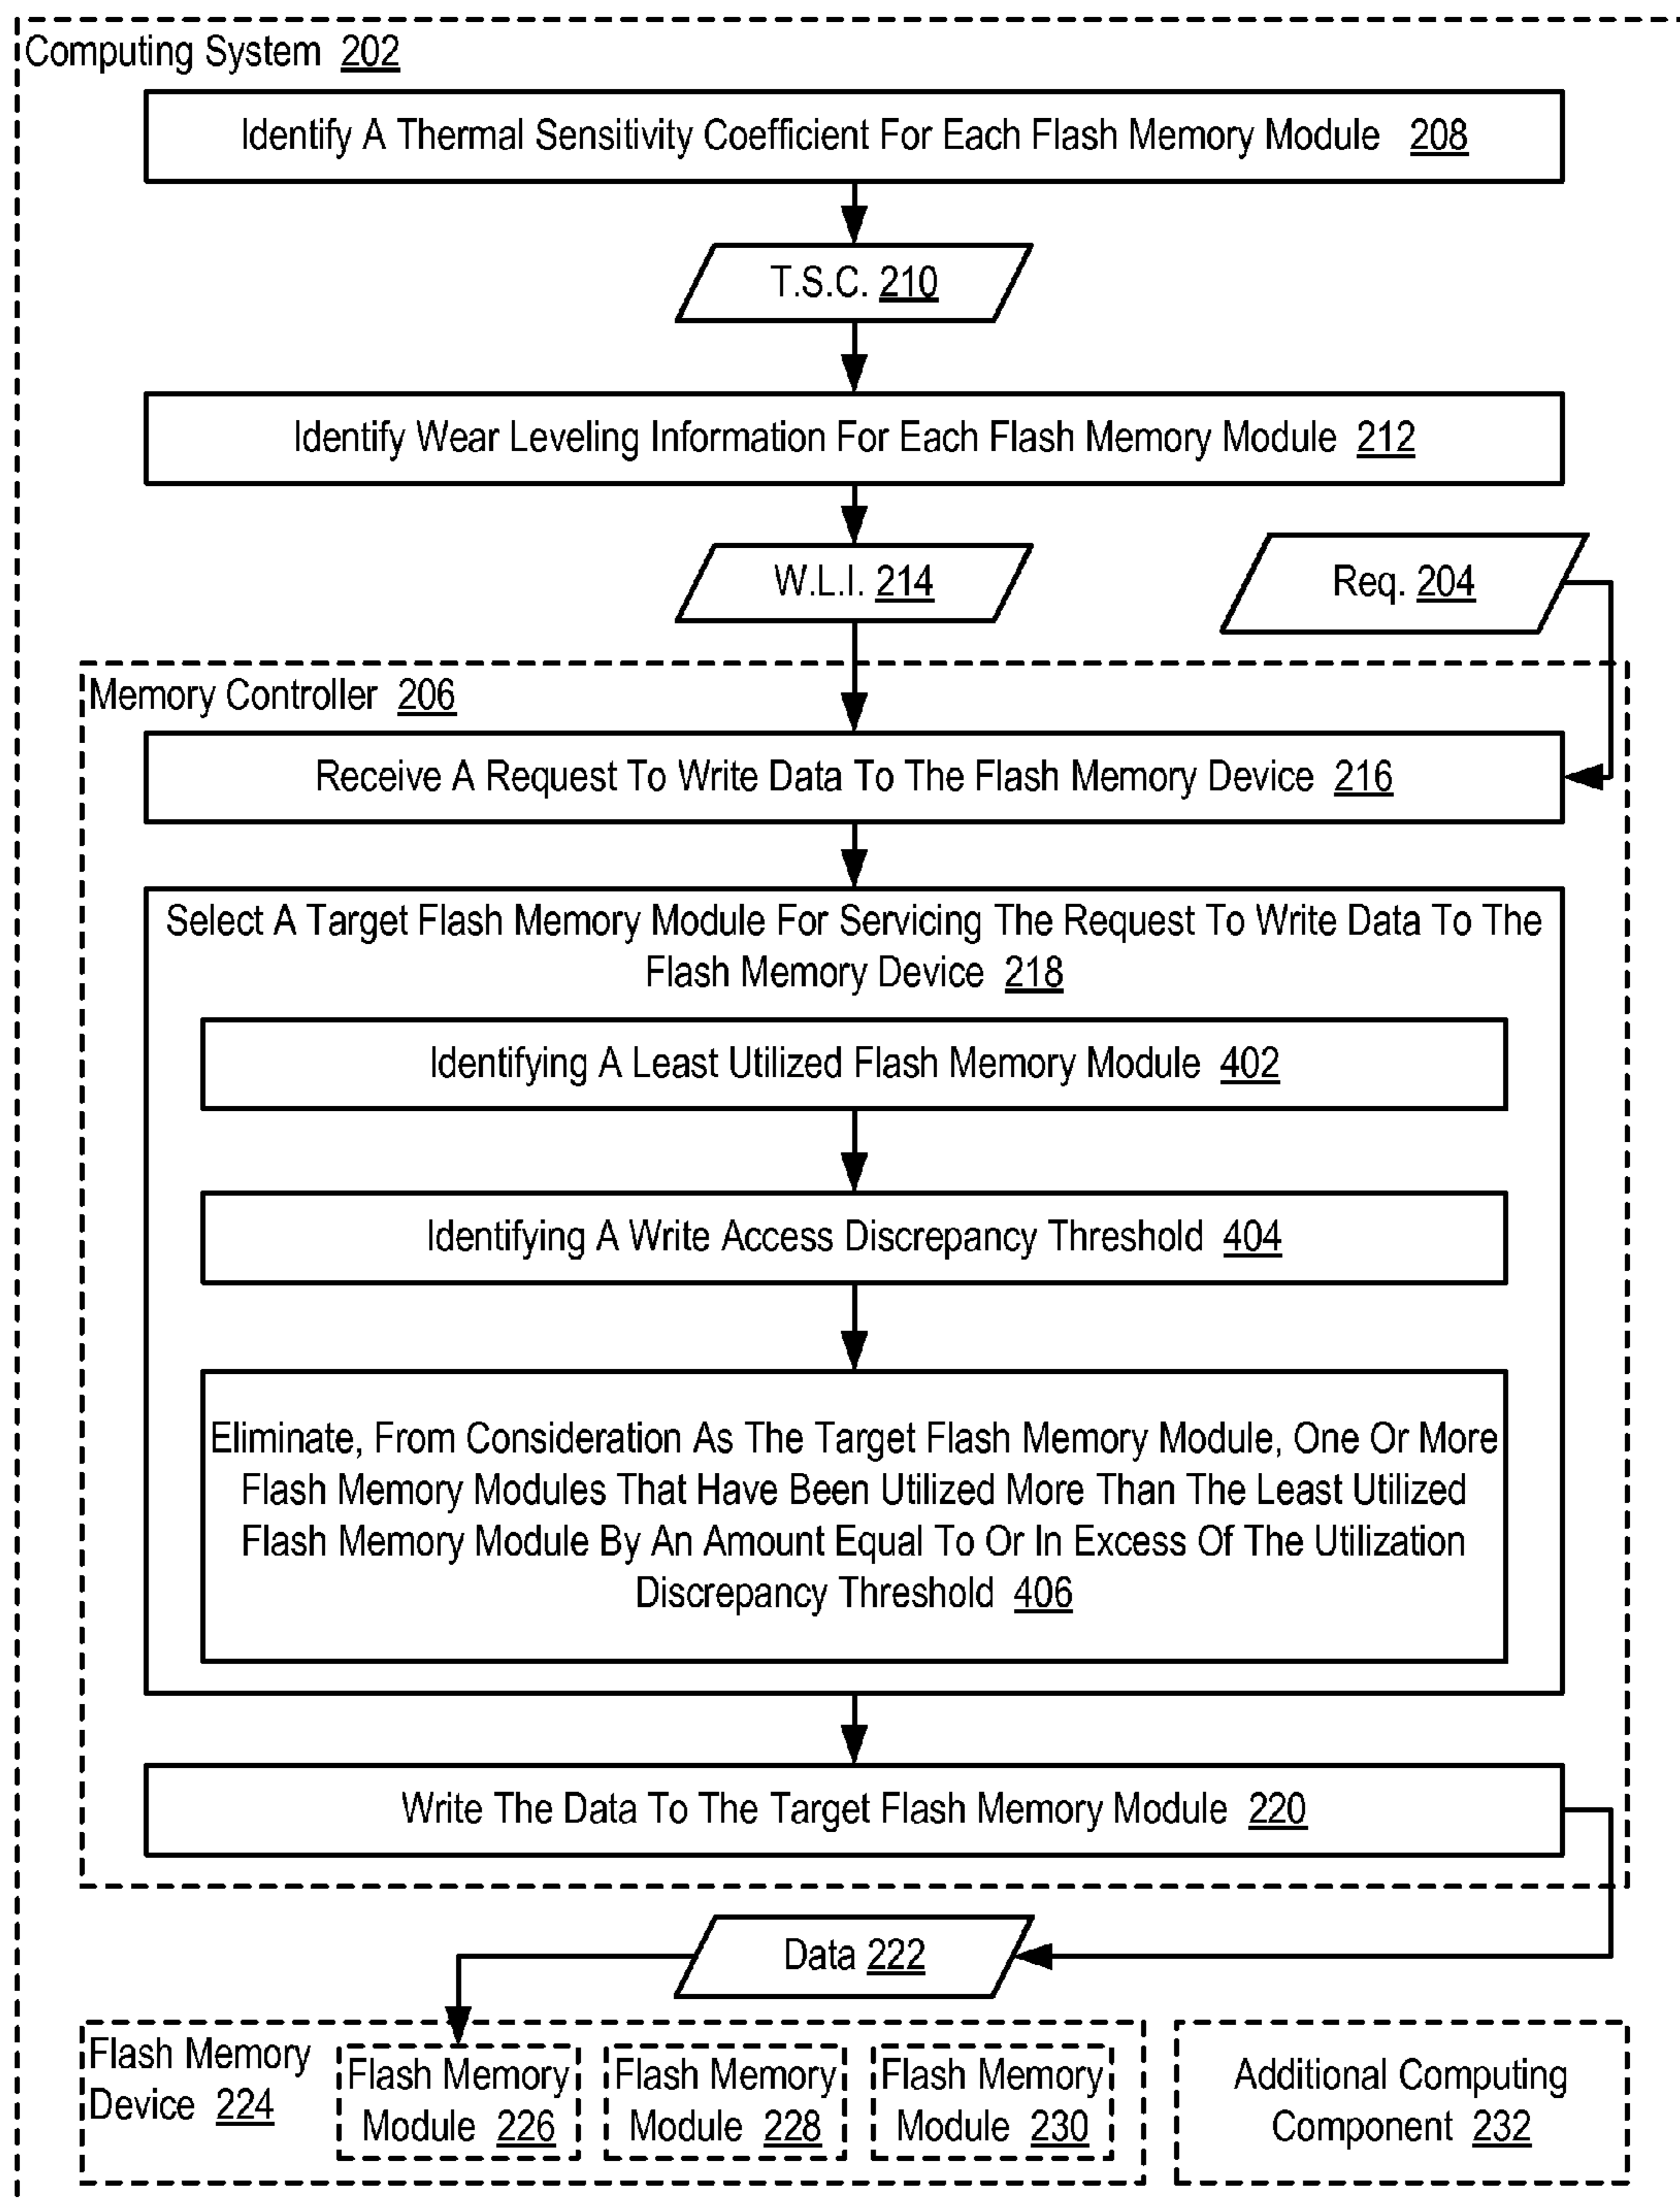 Computing System 202
Identify A Thermal Sensitivity Coefficient For Each Flash Memory Module 208
T.S.C. 210
Identify Wear Leveling Information For Each Flash Memory Module 212
W.L.I. 214
Req. 204
Memory Controller 206
Receive A Request To Write Data To The Flash Memory Device 216
Select A Target Flash Memory Module For Servicing The Request To Write Data To The
Flash Memory Device 218
Identifying A Least Utilized Flash Memory Module 402
Identifying A Write Access Discrepancy Threshold 404
Eliminate, From Consideration As The Target Flash Memory Module, One Or More
Flash Memory Modules That Have Been Utilized More Than The Least Utilized
Flash Memory Module By An Amount Equal To Or In Excess Of The Utilization
Discrepancy Threshold 406
Write The Data To The Target Flash Memory Module 220
Data 222
Flash Memory
Device 224
Flash Memory
Module 226
Flash Memory
Module 228
Flash Memory
Module 230
Additional Computing
Component 232